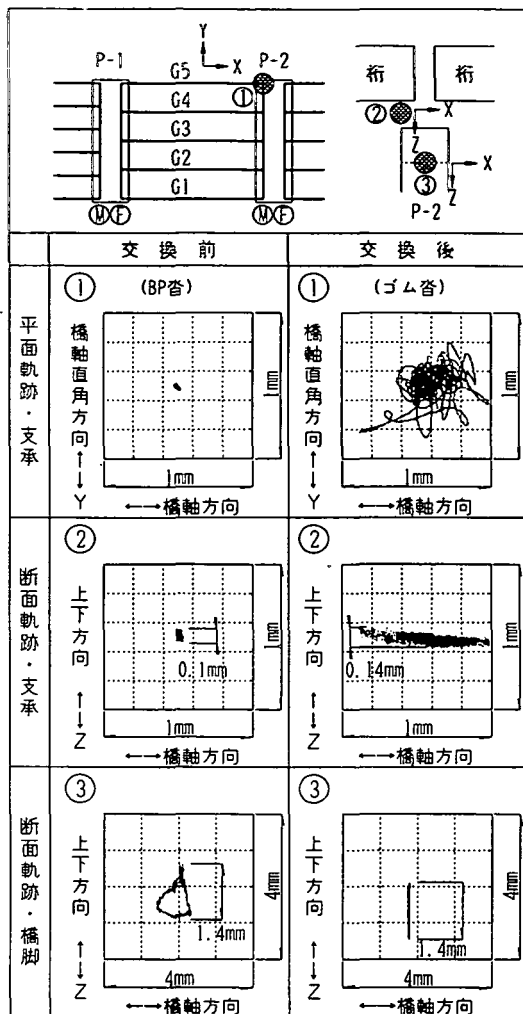 Y
X
P-1
G5
P-2
①
G4
G3
G2
G1
Ⓜ Ⓕ
Ⓜ Ⓕ
桁
桁
②
X
Z
③
X
Z
P-2
交換前
交換後
平面軌跡・支承
①
(BP沓)
橋軸直角方向
←→
Y
1mm
1mm
←→橋軸方向
①
(ゴム沓)
橋軸直角方向
←→
Y
1mm
1mm
←→橋軸方向
断面軌跡・支承
②
上下方向
←→
Z
0.1mm
1mm
1mm
←→橋軸方向
②
上下方向
←→
Z
0.14mm
1mm
1mm
←→橋軸方向
断面軌跡・橋脚
③
上下方向
←→
Z
1.4mm
4mm
4mm
←→橋軸方向
③
上下方向
←→
Z
1.4mm
4mm
4mm
←→橋軸方向